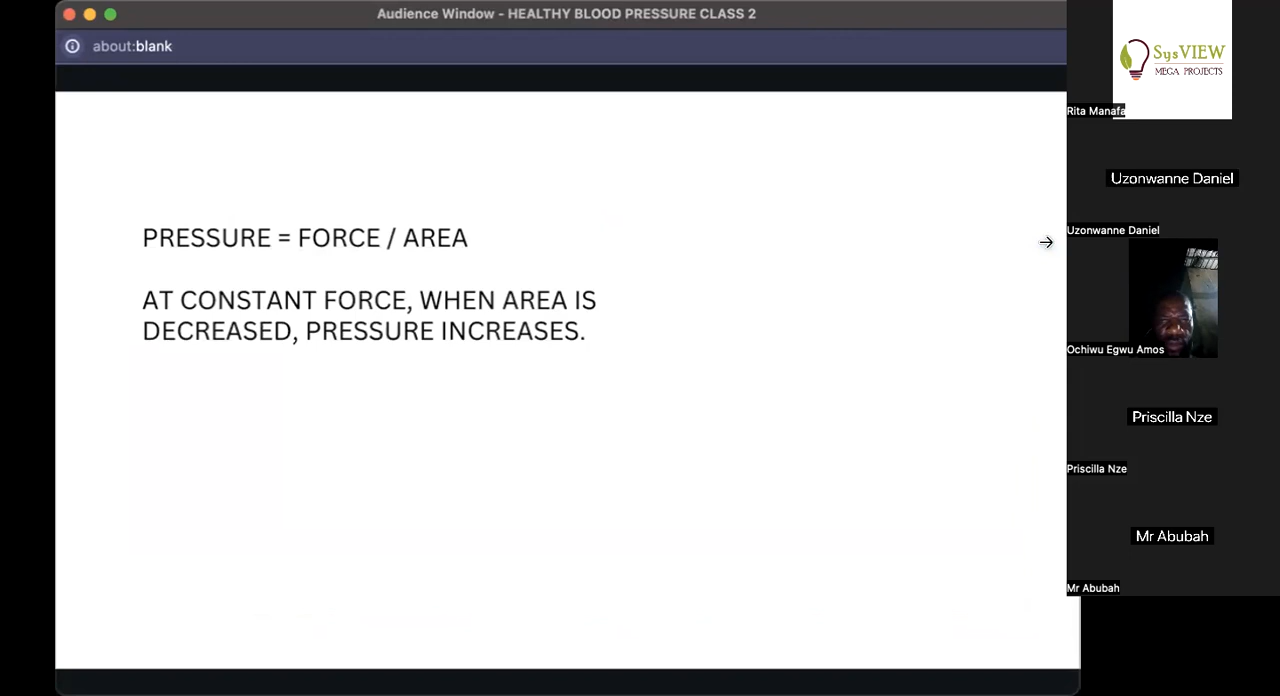 Audience Window - HEALTHY BLOOD PRESSURE CLASS 2
about:blank
PRESSURE = FORCE / AREA
AT CONSTANT FORCE, WHEN AREA IS
DECREASED, PRESSURE INCREASES.
SysVIEW
MEGA PROJECTS
Rita Manafa
Uzonwanne Daniel
Uzonwanne Daniel
Ochiwu Egwu Amos
Priscilla Nze
Priscilla Nze
Mr Abubah
Mr Abubah